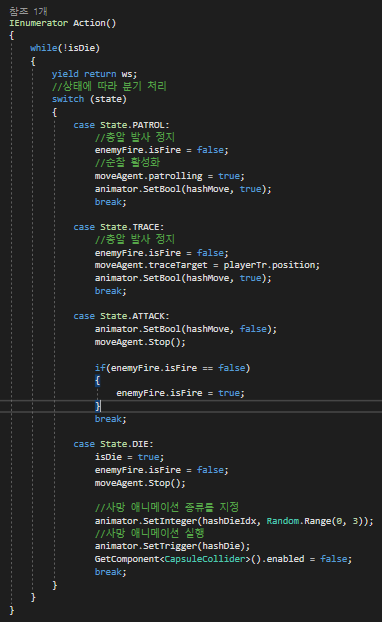 참조 1개
IEnumerator Action()
{
    while(!isDie)
    {
        yield return ws;
        //상태에 따라 분기 처리
        switch (state)
        {
            case State.PATROL:
                //총알 발사 정지
                enemyFire.isFire = false;
                //순찰 활성화
                moveAgent.patrolling = true;
                animator.SetBool(hashMove, true);
                break;

            case State.TRACE:
                //총알 발사 정지
                enemyFire.isFire = false;
                moveAgent.traceTarget = playerTr.position;
                animator.SetBool(hashMove, true);
                break;

            case State.ATTACK:
                animator.SetBool(hashMove, false);
                moveAgent.Stop();

                if(enemyFire.isFire == false)
                {
                    enemyFire.isFire = true;
                }
                break;

            case State.DIE:
                isDie = true;
                enemyFire.isFire = false;
                moveAgent.Stop();

                //사망 애니메이션 종류를 지정
                animator.SetInteger(hashDieIdx, Random.Range(0, 3));
                //사망 애니메이션 실행
                animator.SetTrigger(hashDie);
                GetComponent<CapsuleCollider>().enabled = false;
                break;
        }
    }
}